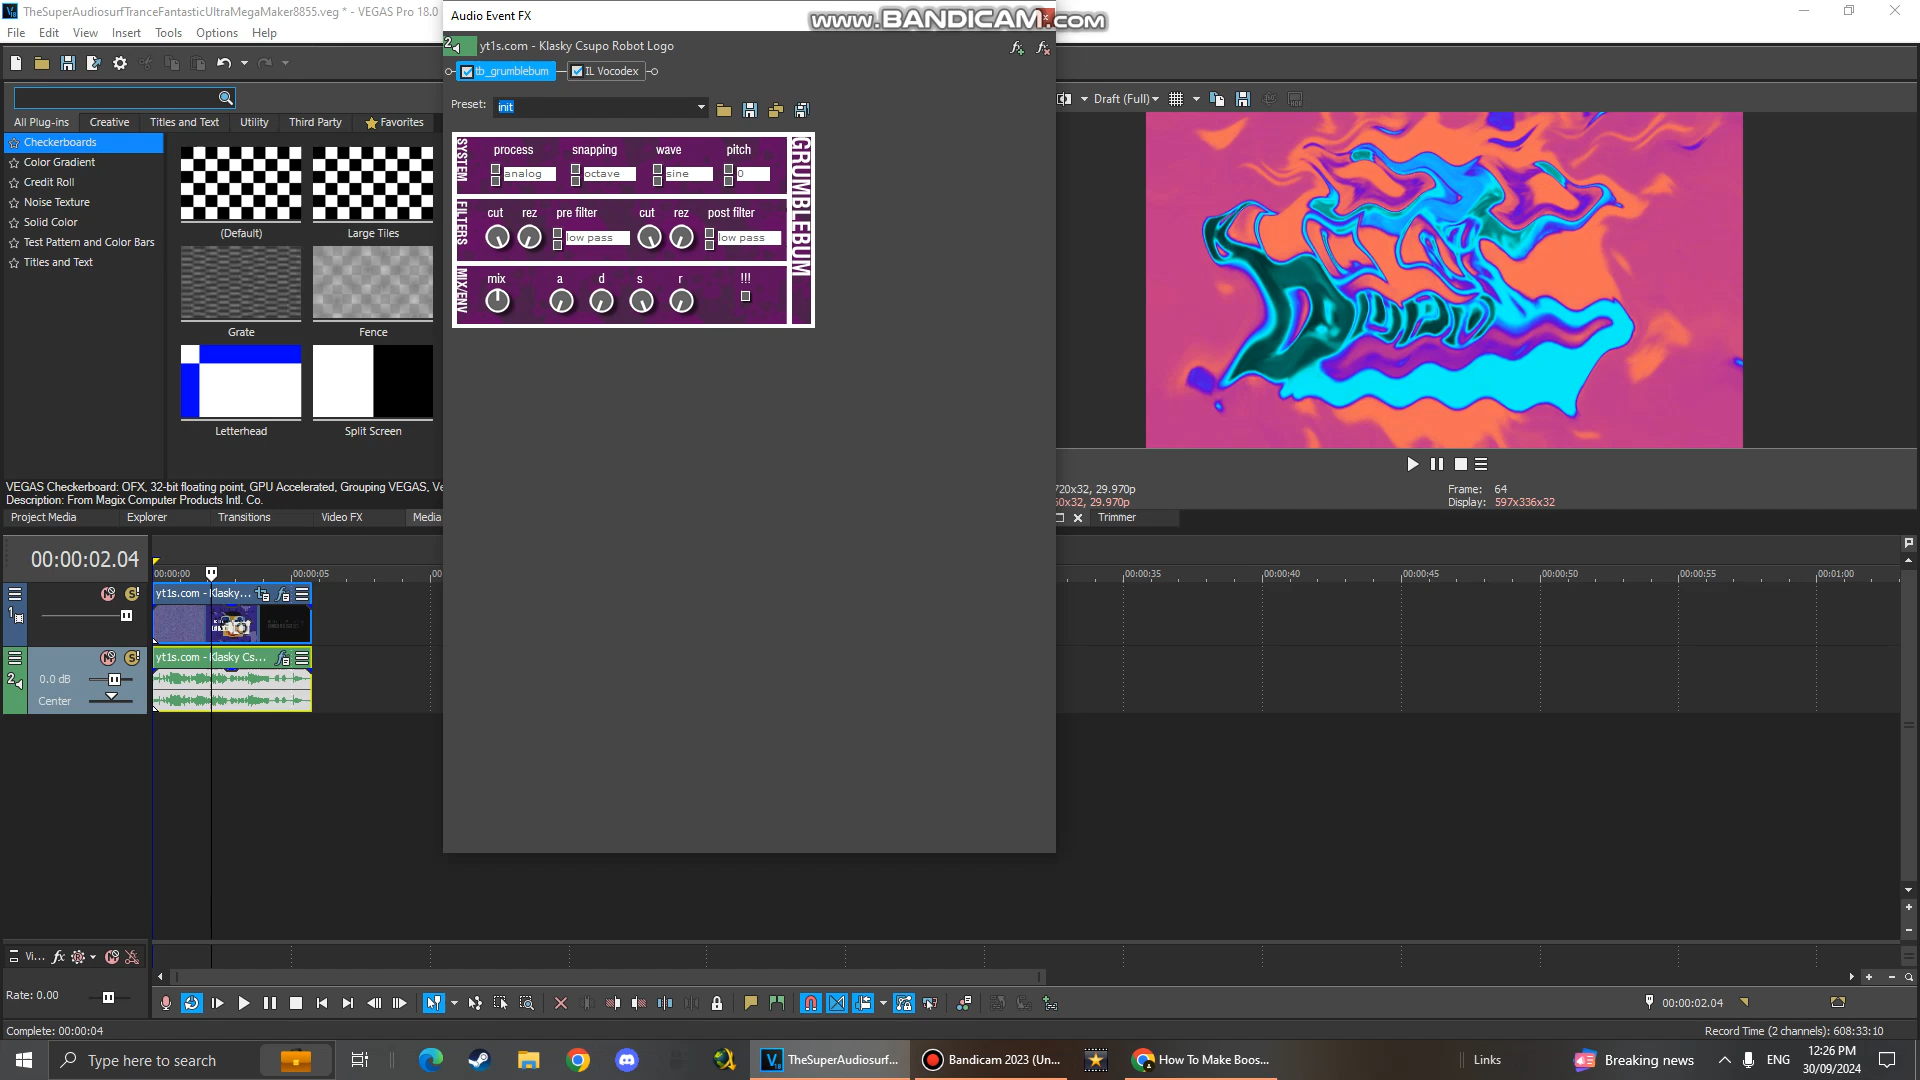 TheSuperAudiosurfTranceFantasticUltraMegaMaker8855.veg * - VEGAS Pro 18.0
Audio Event FX
www.BANDICAM.com
File Edit View Insert Tools Options Help
yt1s.com - Klasky Csupo Robot Logo
tb_grumblebum
IL Vocodex
Preset:
init
Draft (Full)
All Plug-ins
Creative
Titles and Text
Utility
Third Party
Favorites
Checkerboards
Color Gradient
Credit Roll
Noise Texture
Solid Color
Test Pattern and Color Bars
Titles and Text
(Default)
Large Tiles
Grate
Fence
Letterhead
Split Screen
SYSTEM
process
snapping
wave
pitch
analog
octave
sine
0
FILTERS
cut
rez
pre filter
cut
rez
post filter
low pass
low pass
MIX/ENV
mix
a
d
s
r
!!!
GRUMBLEBUM
VEGAS Checkerboard: OFX, 32-bit floating point, GPU Accelerated, Grouping VEGAS, Ve
Description: From Magix Computer Products Intl. Co.
720x32, 29.970p
Frame: 64
Display: 597x336x32
Project Media
Explorer
Transitions
Video FX
Media
Trimmer
00:00:02.04
00:00:00
00:00:05
00:00:35
00:00:40
00:00:45
00:00:50
00:00:55
00:01:00
1
yt1s.com - Klasky...
2
yt1s.com - Klasky Cs...
0.0 dB
Center
Vi...
Rate: 0.00
00:00:02.04
Complete: 00:00:04
Record Time (2 channels): 608:33:10
Type here to search
TheSuperAudiosurf...
Bandicam 2023 (Un...
How To Make Boos...
Links
Breaking news
ENG
12:26 PM
30/09/2024